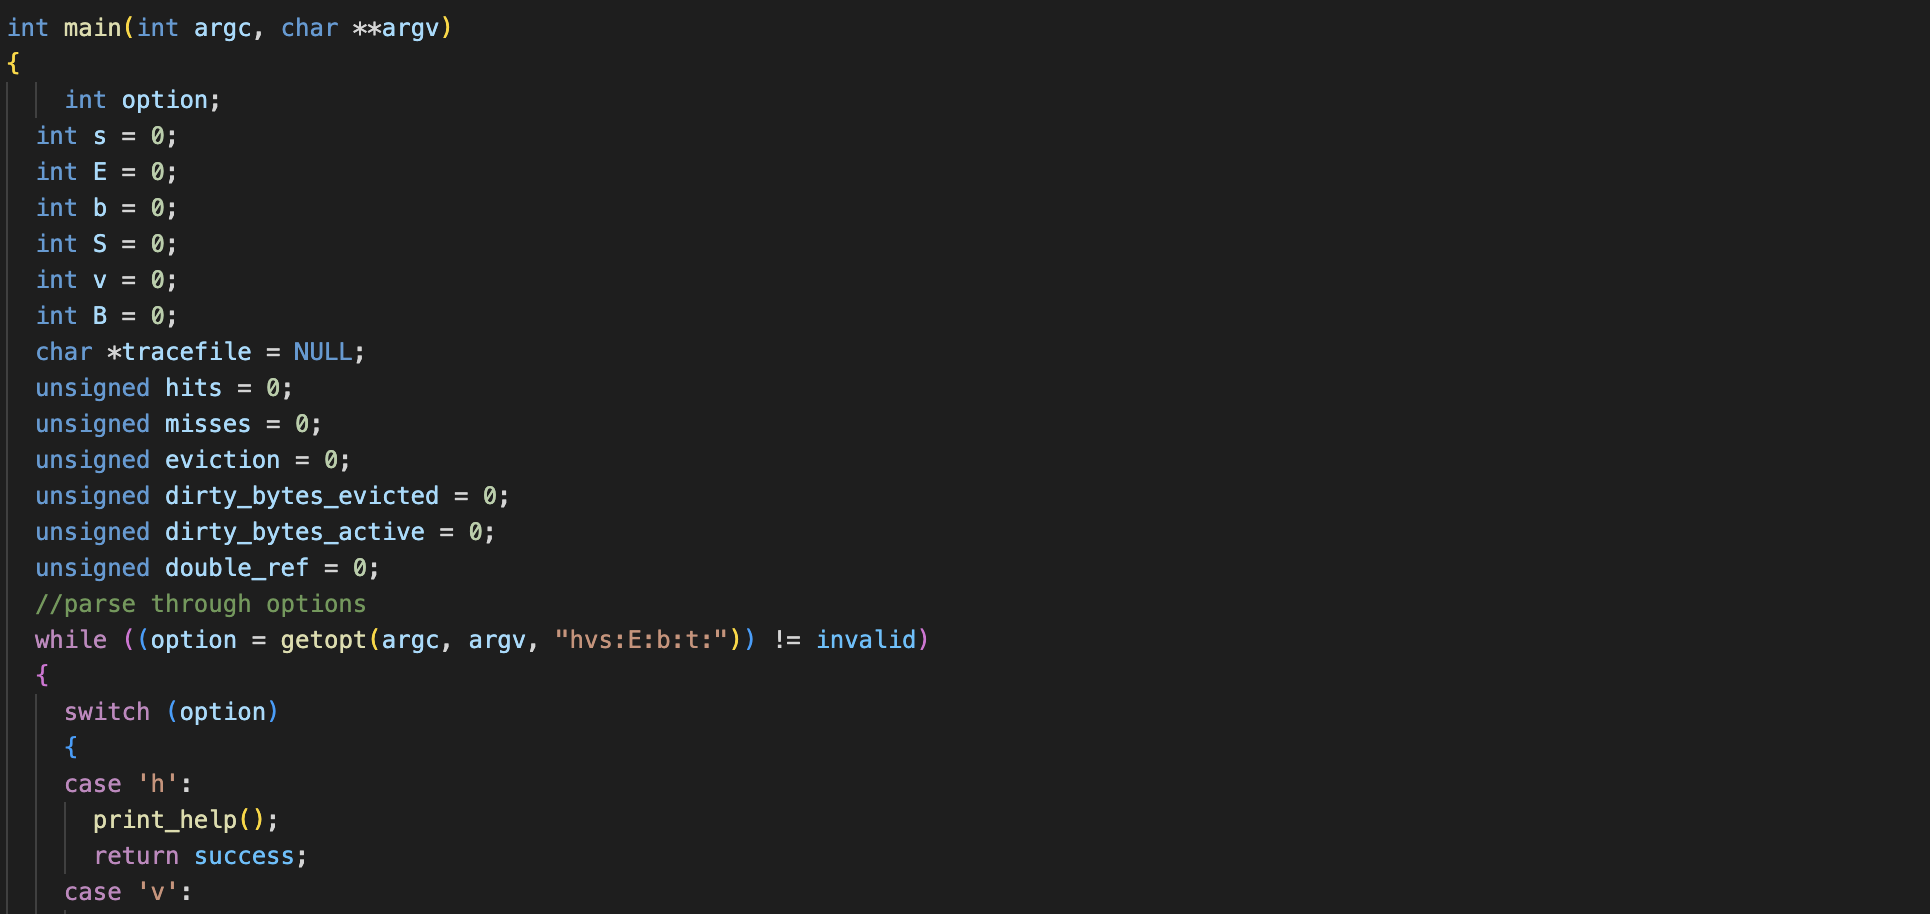 int main(int argc, char **argv)
{
int option;
int s = 0;
int E = 0;
int b = 0;
int S = 0;
int v = 0;
int B = 0;
char *tracefile = NULL;
unsigned hits = 0;
unsigned misses = 0;
unsigned eviction = 0;
unsigned dirty_bytes_evicted = 0;
unsigned dirty_bytes_active = 0;
unsigned double_ref = 0;
//parse through options
while ((option = getopt(argc, argv, "hvs:E:b:t:")) != invalid)
{
switch (option)
{
case 'h':
print_help();
return success;
case 'v':